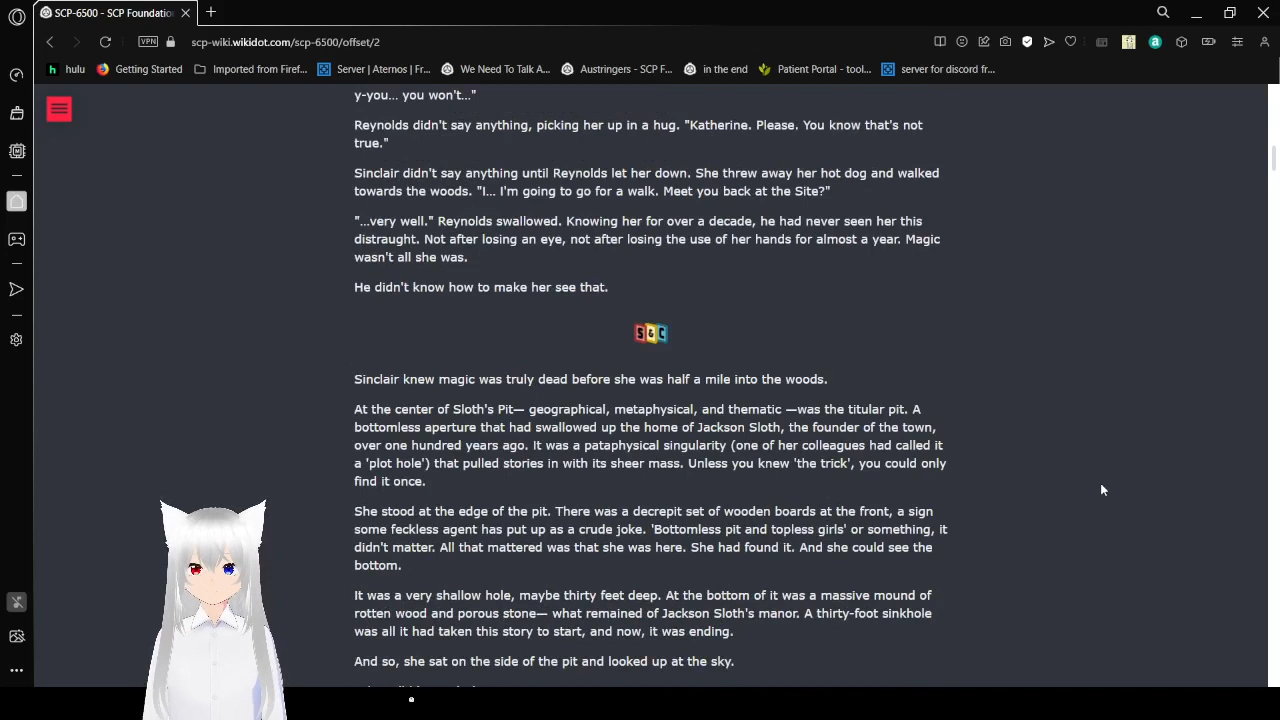 SCP-6500 - SCP Foundatio
scp-wiki.wikidot.com/scp-6500/offset/2
VPN
hulu
Getting Started
Imported from Firef...
Server | Aternos | Fr...
We Need To Talk A...
Austringers - SCP F...
in the end
Patient Portal - tool...
server for discord fr...
y-you... you won't..."
Reynolds didn't say anything, picking her up in a hug. "Katherine. Please. You know that's not
true."
Sinclair didn't say anything until Reynolds let her down. She threw away her hot dog and walked
towards the woods. "I... I'm going to go for a walk. Meet you back at the Site?"
"...very well." Reynolds swallowed. Knowing her for over a decade, he had never seen her this
distraught. Not after losing an eye, not after losing the use of her hands for almost a year. Magic
wasn't all she was.
He didn't know how to make her see that.
S & C
Sinclair knew magic was truly dead before she was half a mile into the woods.
At the center of Sloth's Pit— geographical, metaphysical, and thematic —was the titular pit. A
bottomless aperture that had swallowed up the home of Jackson Sloth, the founder of the town,
over one hundred years ago. It was a pataphysical singularity (one of her colleagues had called it
a 'plot hole') that pulled stories in with its sheer mass. Unless you knew 'the trick', you could only
find it once.
She stood at the edge of the pit. There was a decrepit set of wooden boards at the front, a sign
some feckless agent has put up as a crude joke. 'Bottomless pit and topless girls' or something, it
didn't matter. All that mattered was that she was here. She had found it. And she could see the
bottom.
It was a very shallow hole, maybe thirty feet deep. At the bottom of it was a massive mound of
rotten wood and porous stone— what remained of Jackson Sloth's manor. A thirty-foot sinkhole
was all it had taken this story to start, and now, it was ending.
And so, she sat on the side of the pit and looked up at the sky.